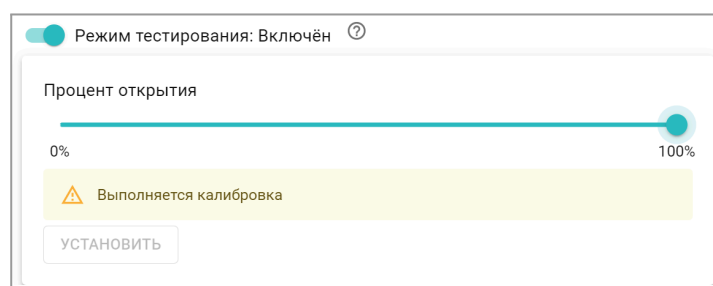 Режим тестирования: Включён
Процент открытия
0% 100%
Выполняется калибровка
УСТАНОВИТЬ